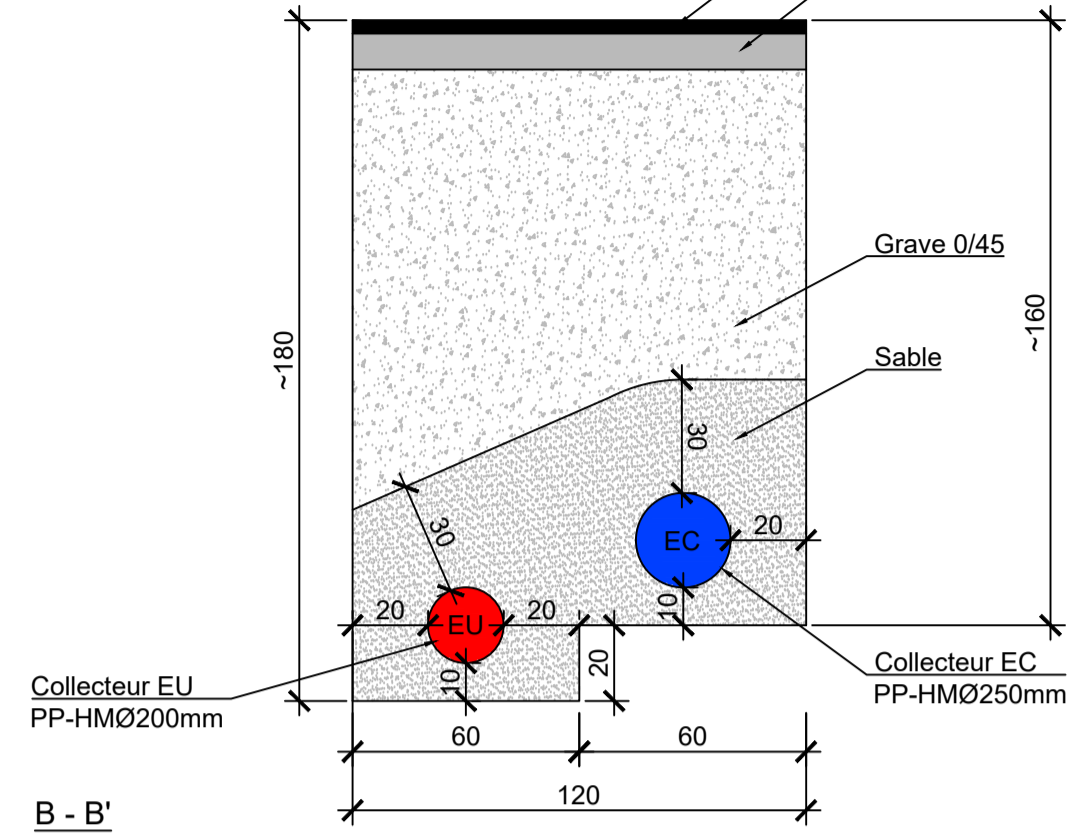 Grave 0/45
~160
~180
Sable
30
30
EC
20
20
EU
20
10
10
20
Collecteur EU
PP-HMØ200mm
Collecteur EC
PP-HMØ250mm
60
60
120
B - B'